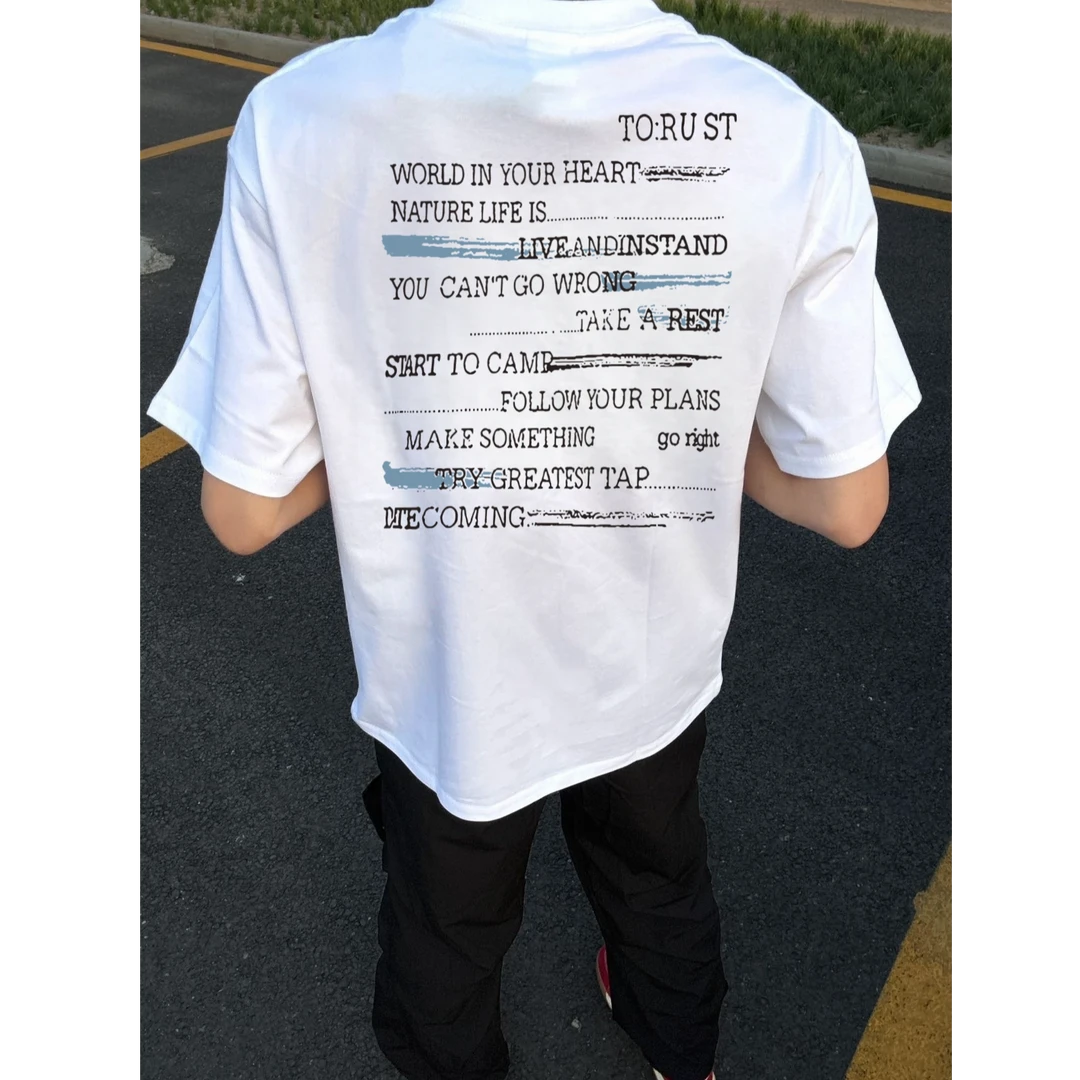 TO:RU ST
WORLD IN YOUR HEART
NATURE LIFE IS............... .........................
LIVEANDINSTAND
YOU CAN'T GO WRONG
..................... . .....TAKE A REST
START TO CAMP
............................FOLLOW YOUR PLANS
MAKE SOMETHING go right
TRY GREATEST TAP.................
DATECOMING